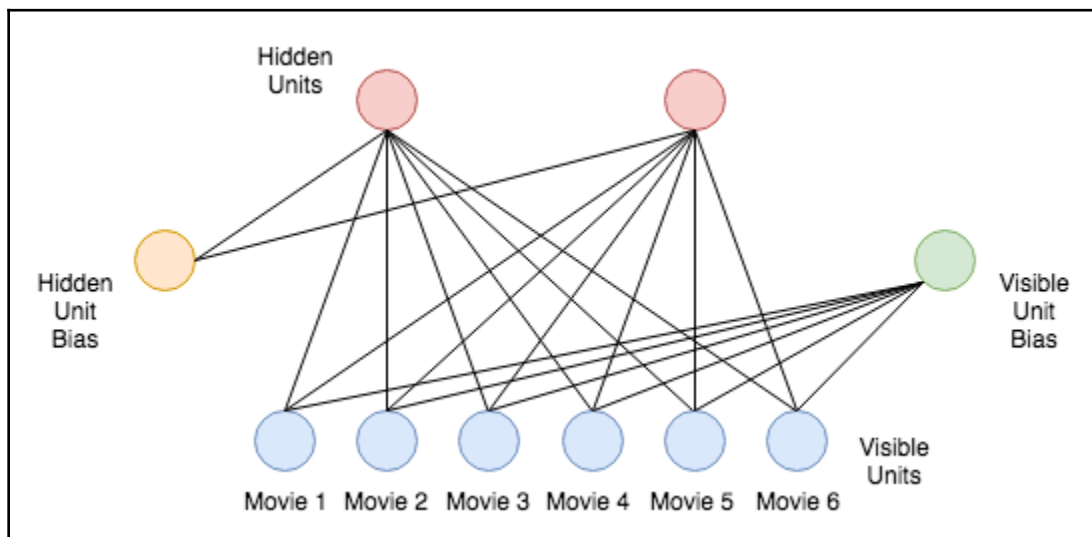 Hidden
Units
Hidden
Unit
Bias
Visible
Unit
Bias
Visible
Units
Movie 1 Movie 2 Movie 3 Movie 4 Movie 5 Movie 6